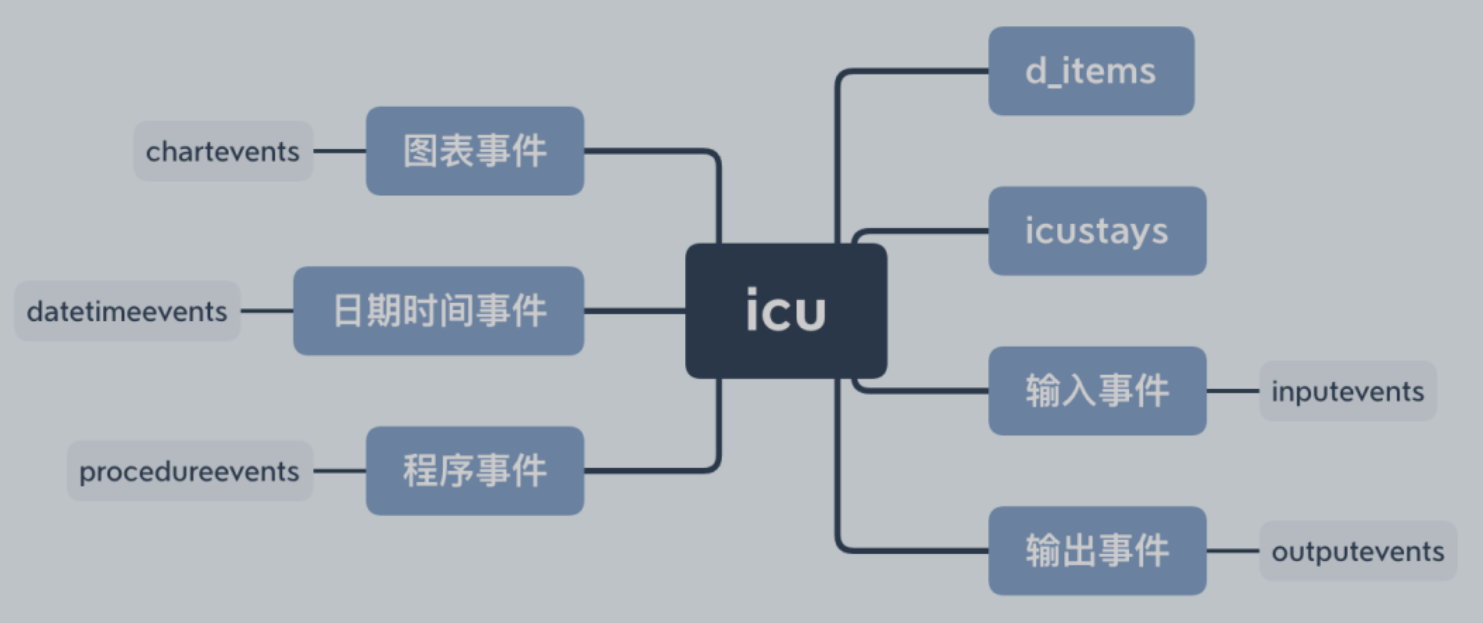 icu
d_items
icustays
输入事件
inputevents
输出事件
outputevents
图表事件
chartevents
日期时间事件
datetimeevents
程序事件
procedureevents